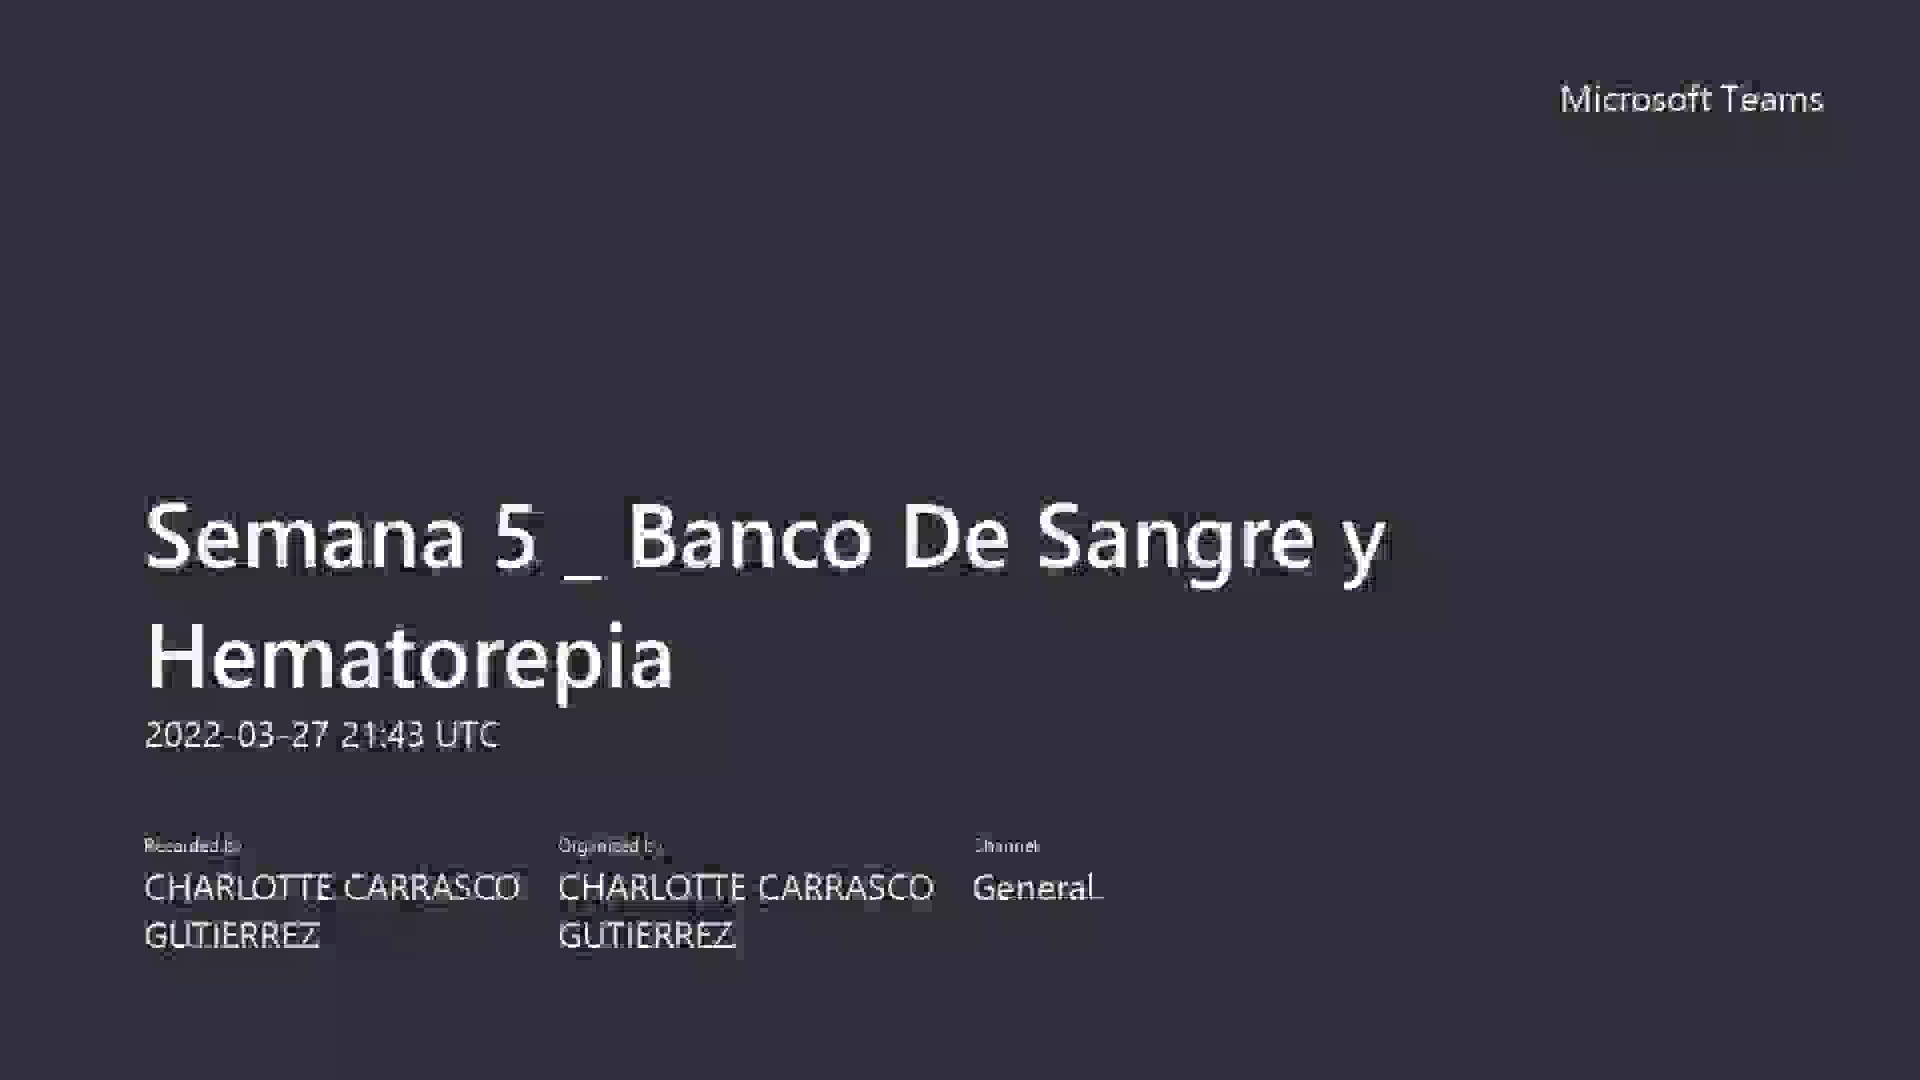 Microsoft Teams
Semana 5 _ Banco De Sangre y
Hematorepia
2022-03-27 21:43 UTC
Recorded by
Organized by
Channel
CHARLOTTE CARRASCO
GUTIERREZ
CHARLOTTE CARRASCO
GUTIERREZ
General